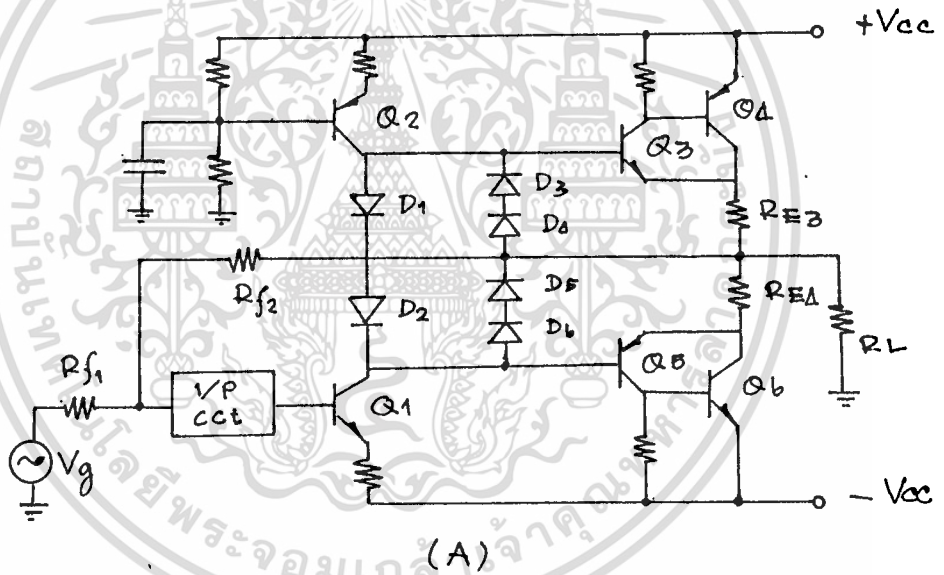 +Vcc
Q2
Q4
Q3
D1
D3
D4
RE3
Rf2
D2
D5
D6
RE4
RL
Rf1
I/P
CCt
Q1
Q5
Q6
Vg
- Vcc
(A)